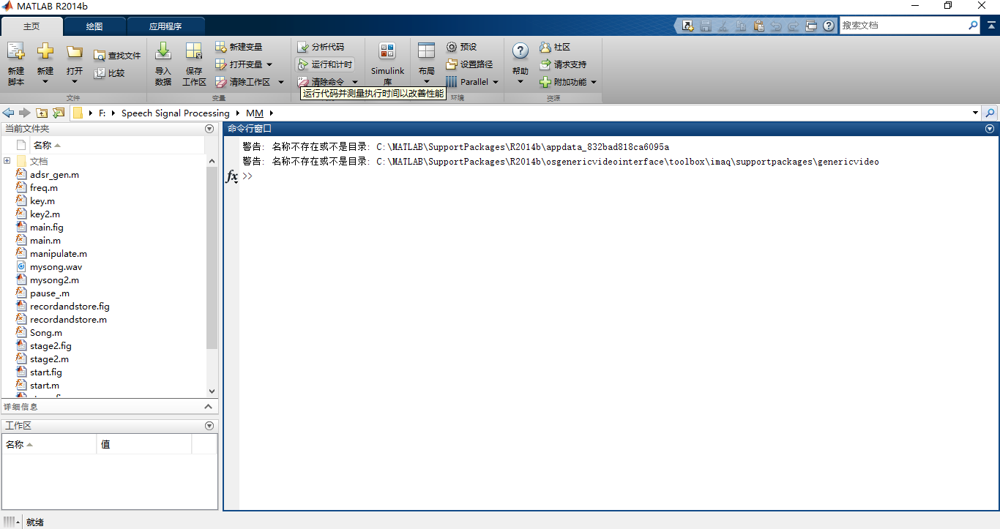 MATLAB R2014b
主页 绘图 应用程序
搜索文档
新建脚本
新建
打开
查找文件
比较
文件
导入数据
保存工作区
新建变量
打开变量
清除工作区
变量
分析代码
运行和计时
清除命令
运行代码并测量执行时间以改善性能
Simulink 库
布局
预设
设置路径
Parallel
环境
帮助
社区
请求支持
附加功能
资源
F: Speech Signal Processing MM
当前文件夹
名称
文档
adsr_gen.m
freq.m
key.m
key2.m
main.fig
main.m
manipulate.m
mysong.wav
mysong2.m
pause_.m
recordandstore.fig
recordandstore.m
Song.m
stage2.fig
stage2.m
start.fig
start.m
详细信息
工作区
名称 值
命令行窗口
警告: 名称不存在或不是目录: C:\MATLAB\SupportPackages\R2014b\appdata_832bad818ca6095a
警告: 名称不存在或不是目录: C:\MATLAB\SupportPackages\R2014b\osgenericvideointerface\toolbox\imaq\supportpackages\genericvideo
fx >>
就绪